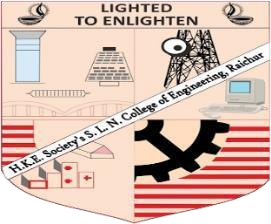 LIGHTED
TO ENLIGHTEN
H.K.E. Society's S. L. N. College of Engineering, Raichur